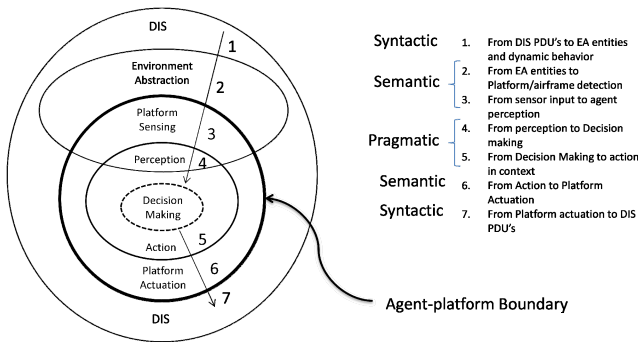 DIS
1
Environment
Abstraction
2
Platform
Sensing
3
Perception
4
Decision
Making
5
Action
6
Platform
Actuation
7
DIS
Syntactic
1. From DIS PDU's to EA entities
and dynamic behavior
Semantic
2. From EA entities to
Platform/airframe detection
3. From sensor input to agent
perception
Pragmatic
4. From perception to Decision
making
5. From Decision Making to action
in context
Semantic
6. From Action to Platform
Actuation
Syntactic
7. From Platform actuation to DIS
PDU's
Agent-platform Boundary